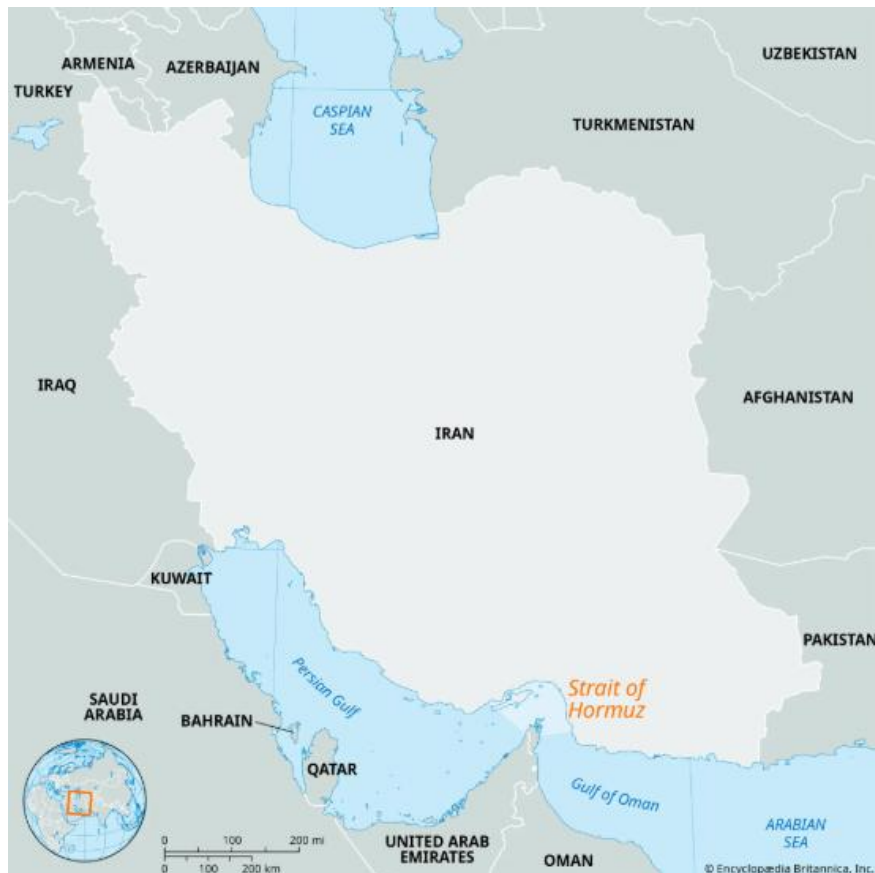 UZBEKISTAN
ARMENIA
AZERBAIJAN
TURKEY
CASPIAN
SEA
TURKMENISTAN
IRAQ
AFGHANISTAN
IRAN
KUWAIT
PAKISTAN
Persian Gulf
Strait of
Hormuz
SAUDI
ARABIA
BAHRAIN
QATAR
Gulf of Oman
ARABIAN
SEA
UNITED ARAB
EMIRATES
OMAN
0 100 200 mi
0 100 200 km
© Encyclopædia Britannica, Inc.